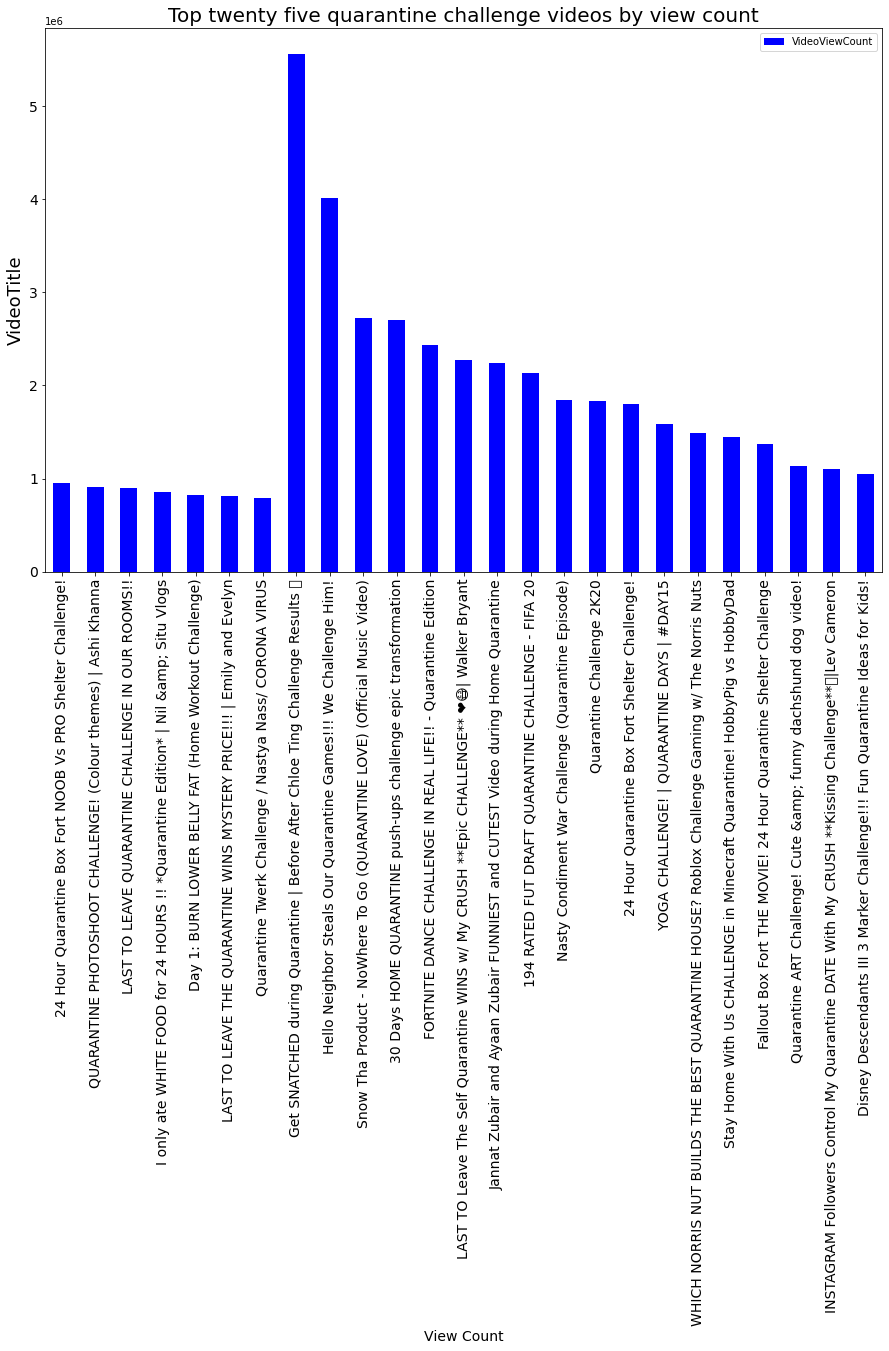 Top twenty five quarantine challenge videos by view count
1e6
VideoViewCount
5
4
3
2
1
0
VideoTitle
24 Hour Quarantine Box Fort NOOB Vs PRO Shelter Challenge!
QUARANTINE PHOTOSHOOT CHALLENGE! (Colour themes) | Ashi Khanna
LAST TO LEAVE QUARANTINE CHALLENGE IN OUR ROOMS!!
I only ate WHITE FOOD for 24 HOURS !! *Quarantine Edition* | Nil &amp; Situ Vlogs
Day 1: BURN LOWER BELLY FAT (Home Workout Challenge)
LAST TO LEAVE THE QUARANTINE WINS MYSTERY PRICE!!! | Emily and Evelyn
Quarantine Twerk Challenge / Nastya Nass/ CORONA VIRUS
Get SNATCHED during Quarantine | Before After Chloe Ting Challenge Results ▯
Hello Neighbor Steals Our Quarantine Games!!! We Challenge Him!
Snow Tha Product - NoWhere To Go (QUARANTINE LOVE) (Official Music Video)
30 Days HOME QUARANTINE push-ups challenge epic transformation
FORTNITE DANCE CHALLENGE IN REAL LIFE!! - Quarantine Edition
LAST TO Leave The Self Quarantine WINS w/ My CRUSH **Epic CHALLENGE** ❤😷| Walker Bryant
Jannat Zubair and Ayaan Zubair FUNNIEST and CUTEST Video during Home Quarantine
194 RATED FUT DRAFT QUARANTINE CHALLENGE - FIFA 20
Nasty Condiment War Challenge (Quarantine Episode)
Quarantine Challenge 2K20
24 Hour Quarantine Box Fort Shelter Challenge!
YOGA CHALLENGE! | QUARANTINE DAYS | #DAY15
WHICH NORRIS NUT BUILDS THE BEST QUARANTINE HOUSE? Roblox Challenge Gaming w/ The Norris Nuts
Stay Home With Us CHALLENGE in Minecraft Quarantine! HobbyPig vs HobbyDad
Fallout Box Fort THE MOVIE! 24 Hour Quarantine Shelter Challenge
Quarantine ART Challenge! Cute &amp; funny dachshund dog video!
INSTAGRAM Followers Control My Quarantine DATE With My CRUSH **Kissing Challenge**▯|Lev Cameron
Disney Descendants III 3 Marker Challenge!!! Fun Quarantine Ideas for Kids!
View Count